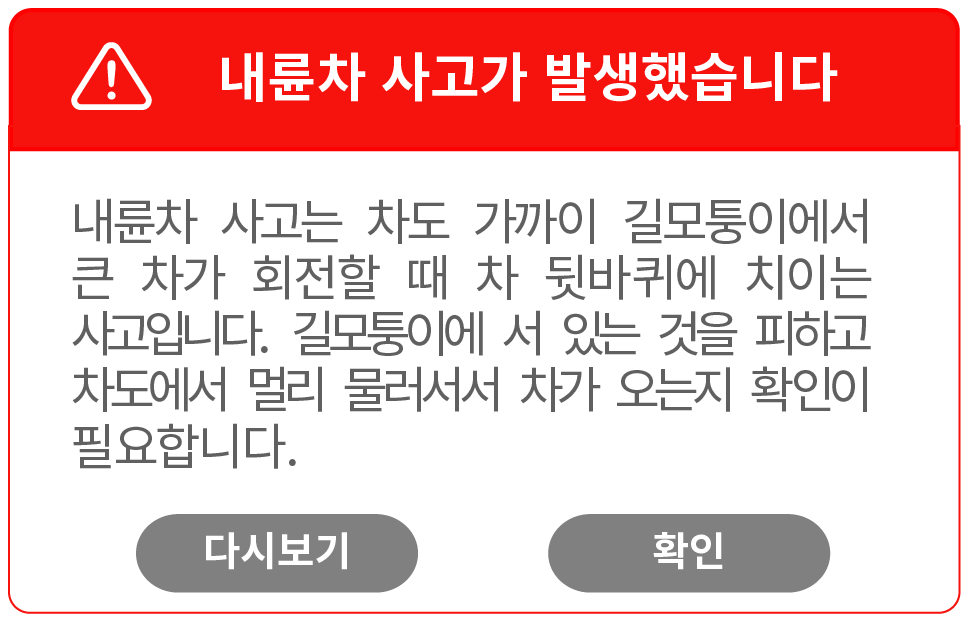 내륜차 사고가 발생했습니다
내륜차 사고는 차도 가까이 길모퉁이에서
큰 차가 회전할 때 차 뒷바퀴에 치이는
사고입니다. 길모퉁이에 서 있는 것을 피하고
차도에서 멀리 물러서서 차가 오는지 확인이
필요합니다.
다시보기 확인